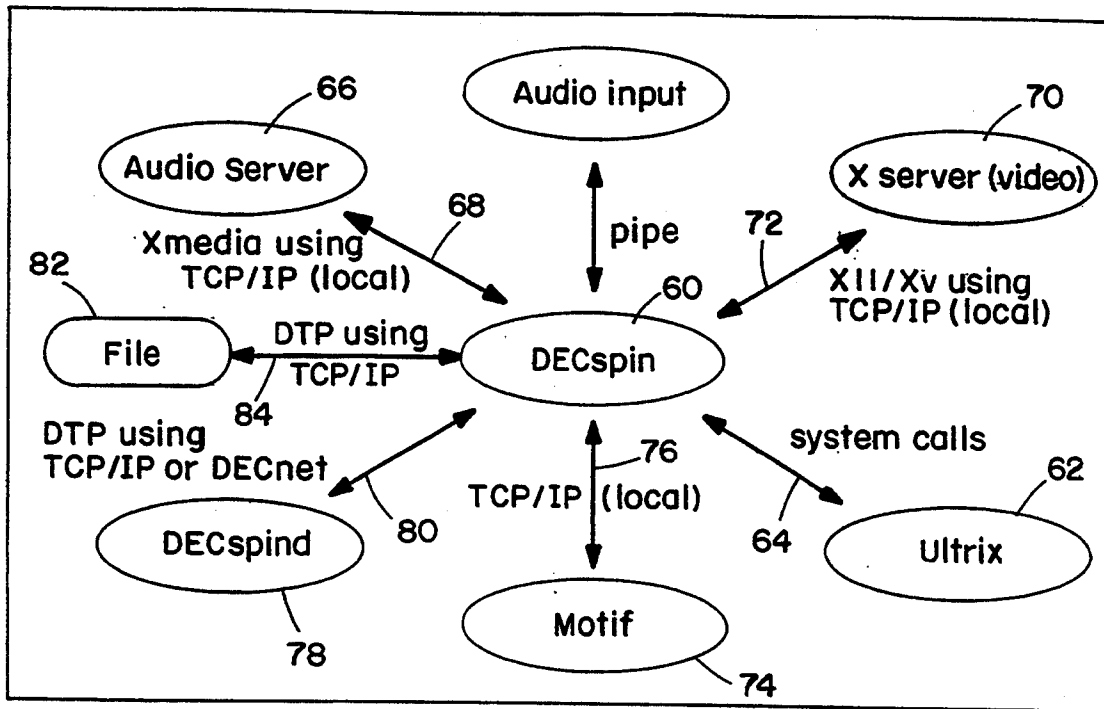 66
Audio input
70
Audio Server
X server (video)
68
pipe
72
Xmedia using
TCP/IP (local)
82
60
X11/Xv using
TCP/IP (local)
File
DTP using
TCP/IP
DECspin
84
DTP using
TCP/IP or DECnet
76
system calls
TCP/IP (local)
62
80
64
DECspind
Ultrix
Motif
78
74